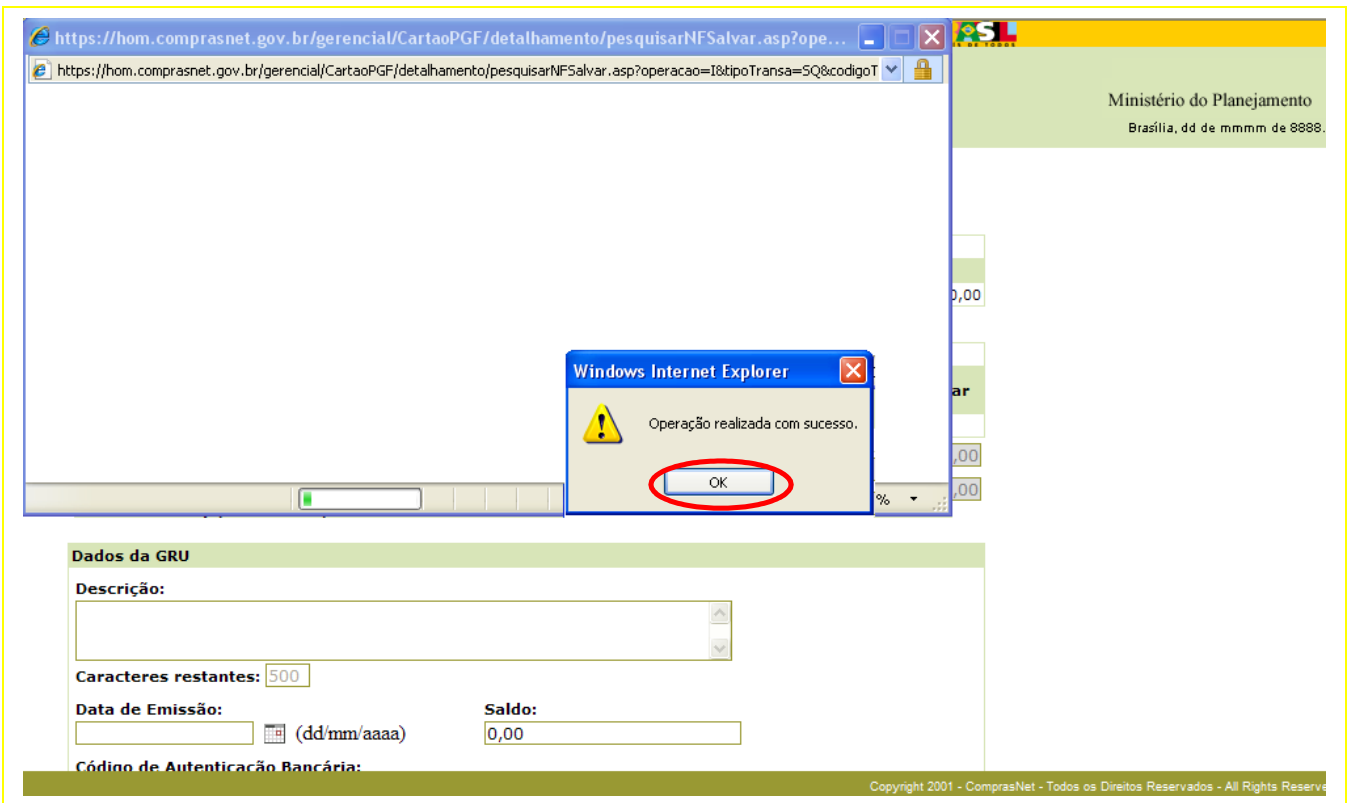 https://hom.comprasnet.gov.br/gerencial/CartaoPGF/detalhamento/pesquisarNFSalvar.asp?ope...
https://hom.comprasnet.gov.br/gerencial/CartaoPGF/detalhamento/pesquisarNFSalvar.asp?operacao=I&tipoTransa=SQ&codigoT
Ministério do Planejamento
Brasília, dd de mmmm de 8888.
0,00
Windows Internet Explorer
ar
Operação realizada com sucesso.
,00
OK
% ,00
Dados da GRU
Descrição:
Caracteres restantes: 500
Data de Emissão: Saldo:
(dd/mm/aaaa) 0,00
Código de Autenticação Bancária:
Copyright 2001 - ComprasNet - Todos os Direitos Reservados - All Rights Reserve